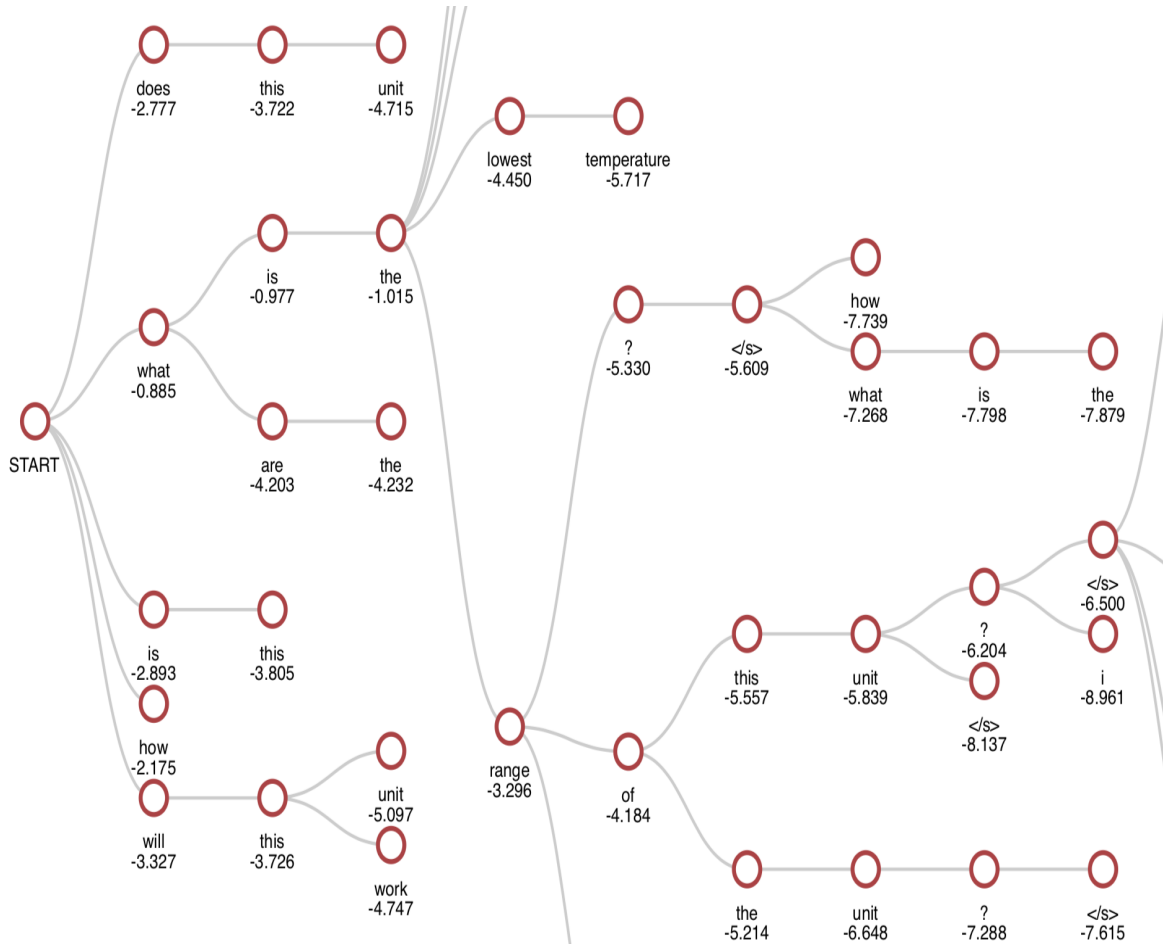 does
-2.777
this
-3.722
unit
-4.715
lowest
-4.450
temperature
-5.717
is
-0.977
the
-1.015
how
-7.739
?
-5.330
</s>
-5.609
what
-0.885
what
-7.268
is
-7.798
the
-7.879
START
are
-4.203
the
-4.232
</s>
-6.500
?
-6.204
is
-2.893
this
-3.805
this
-5.557
unit
-5.839
i
-8.961
</s>
-8.137
how
-2.175
range
-3.296
of
-4.184
unit
-5.097
will
-3.327
this
-3.726
work
-4.747
the
-5.214
unit
-6.648
?
-7.288
</s>
-7.615